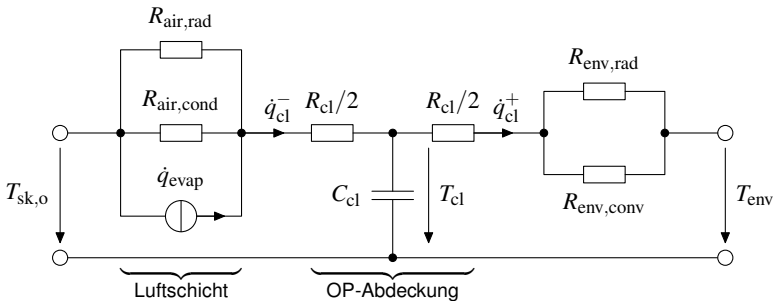 R_air,rad
R_env,rad
R_air,cond
q̇_cl^− R_cl/2 R_cl/2 q̇_cl^+
q̇_evap
T_sk,o C_cl T_cl R_env,conv T_env
Luftschicht OP-Abdeckung